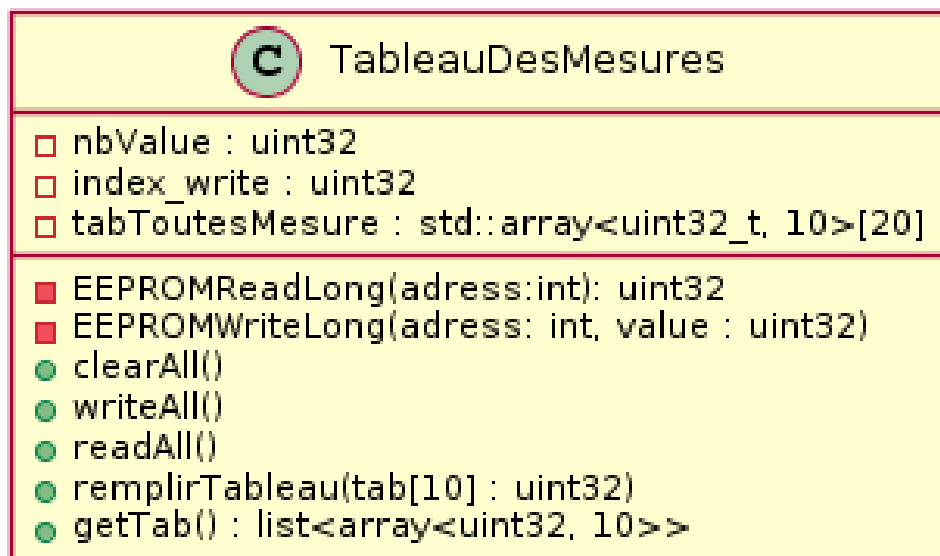 C TableauDesMesures
nbValue : uint32
index_write : uint32
tabToutesMesure : std::array<uint32_t, 10>[20]
EEPROMReadLong(adress:int): uint32
EEPROMWriteLong(adress: int, value : uint32)
clearAll()
writeAll()
readAll()
remplirTableau(tab[10] : uint32)
getTab() : list<array<uint32, 10>>